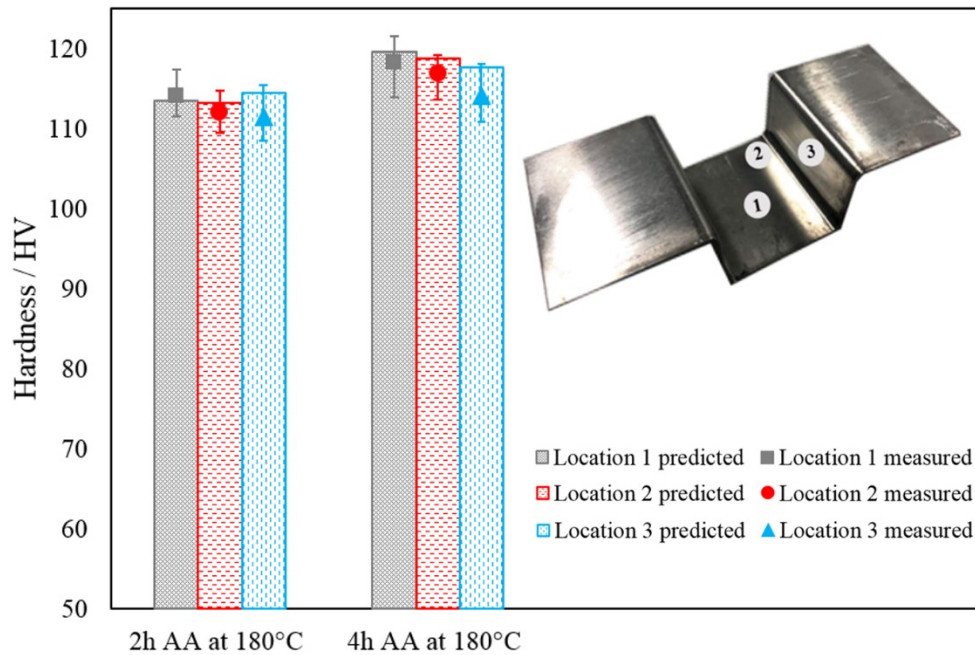 Hardness / HV
120
110
100
90
80
70
60
50
2h AA at 180°C 4h AA at 180°C
2
3
1
Location 1 predicted Location 1 measured
Location 2 predicted Location 2 measured
Location 3 predicted Location 3 measured